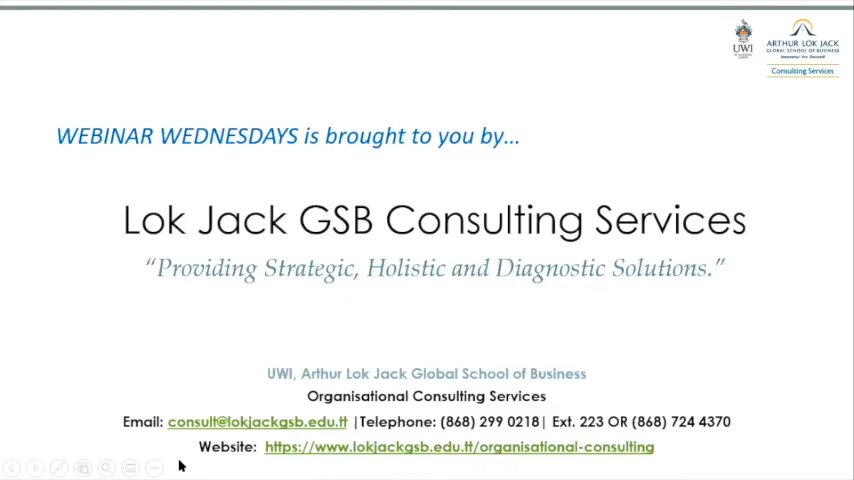 UWI
ARTHUR LOK JACK
GLOBAL SCHOOL OF BUSINESS
Consulting Services
WEBINAR WEDNESDAYS is brought to you by...
Lok Jack GSB Consulting Services
“Providing Strategic, Holistic and Diagnostic Solutions.”
UWI, Arthur Lok Jack Global School of Business
Organisational Consulting Services
Email: consult@lokjackgsb.edu.tt |Telephone: (868) 299 0218| Ext. 223 OR (868) 724 4370
Website: https://www.lokjackgsb.edu.tt/organisational-consulting